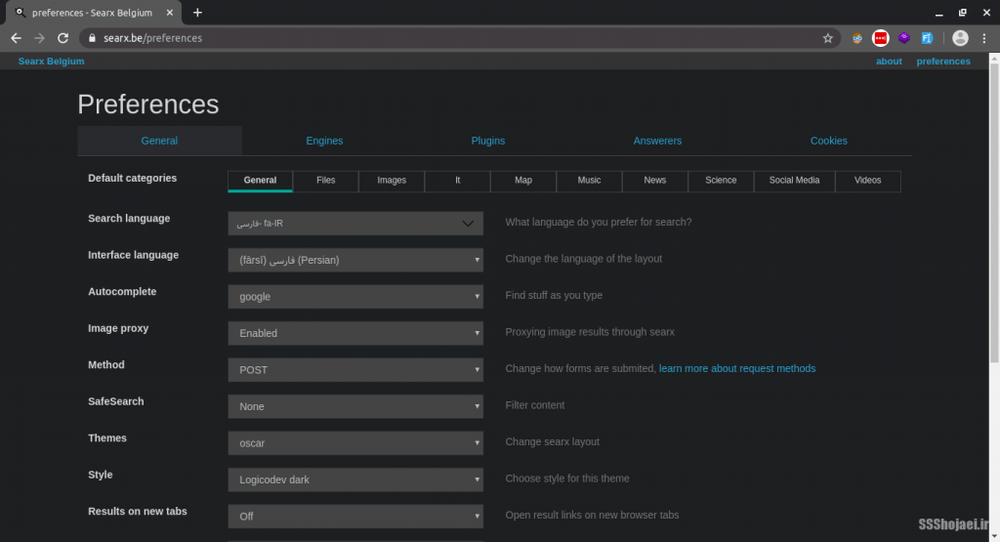 preferences - Searx Belgium
searx.be/preferences
Searx Belgium about preferences
Preferences
General Engines Plugins Answerers Cookies
Default categories General Files Images It Map Music News Science Social Media Videos
Search language فارسی- fa-IR What language do you prefer for search?
Interface language (fārsī) فارسی (Persian) Change the language of the layout
Autocomplete google Find stuff as you type
Image proxy Enabled Proxying image results through searx
Method POST Change how forms are submited, learn more about request methods
SafeSearch None Filter content
Themes oscar Change searx layout
Style Logicodev dark Choose style for this theme
Results on new tabs Off Open result links on new browser tabs
SSShojaei.ir